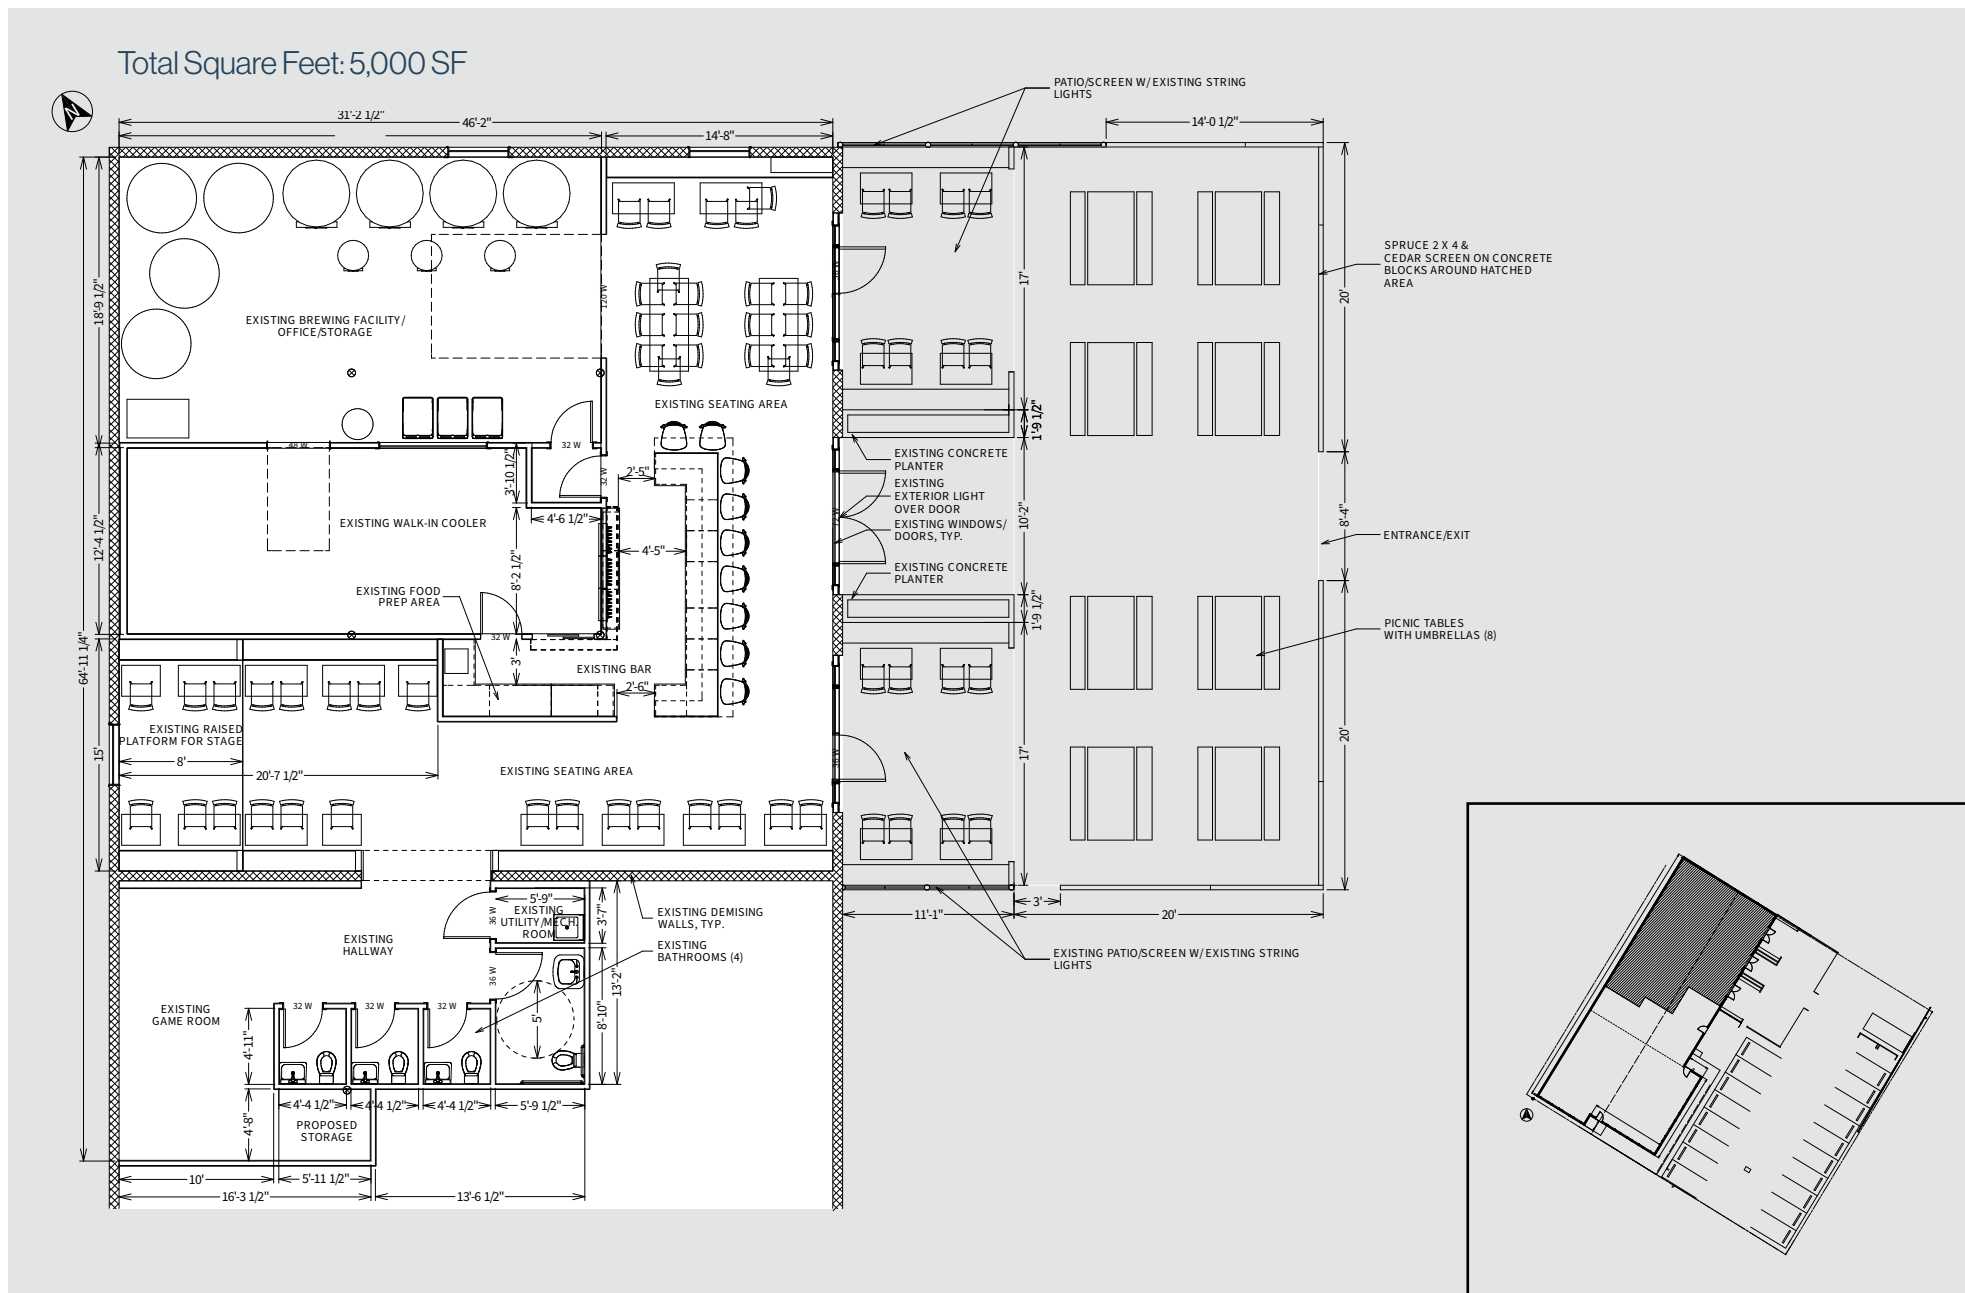 Total Square Feet: 5,000 SF
N
PATIO/SCREEN W/ EXISTING STRING
LIGHTS
31'-2 1/2"
46'-2"
14'-8"
14'-0 1/2"
SPRUCE 2 X 4 &
CEDAR SCREEN ON CONCRETE
BLOCKS AROUND HATCHED
AREA
18'-9 1/2"
120 W
17'
20'
EXISTING BREWING FACILITY/
OFFICE/STORAGE
EXISTING SEATING AREA
1'-9 1/2"
48 W
32 W
32 W
3'-10 1/2"
2'-5"
EXISTING CONCRETE
PLANTER
EXISTING
EXTERIOR LIGHT
OVER DOOR
EXISTING WINDOWS/
DOORS, TYP.
EXISTING CONCRETE
PLANTER
10'-2"
8'-4"
ENTRANCE/EXIT
12'-4 1/2"
EXISTING WALK-IN COOLER
4'-6 1/2"
4'-5"
8'-2 1/2"
EXISTING FOOD
PREP AREA
1'-9 1/2"
PICNIC TABLES
WITH UMBRELLAS (8)
64'-11 1/4"
32 W
3'
EXISTING BAR
2'-6"
EXISTING RAISED
PLATFORM FOR STAGE
8'
20'-7 1/2"
15'
EXISTING SEATING AREA
36 W
17'
20'
5'-9"
EXISTING
UTILITY/MECH.
ROOM
36 W
3'-7"
EXISTING DEMISING
WALLS, TYP.
EXISTING
BATHROOMS (4)
11'-1"
3'
20'
EXISTING PATIO/SCREEN W/ EXISTING STRING
LIGHTS
EXISTING
HALLWAY
36 W
13'-2"
8'-10"
5'
EXISTING
GAME ROOM
32 W
32 W
32 W
4'-11"
4'-4 1/2"
4'-4 1/2"
4'-4 1/2"
5'-9 1/2"
4'-8"
PROPOSED
STORAGE
10'
5'-11 1/2"
16'-3 1/2"
13'-6 1/2"